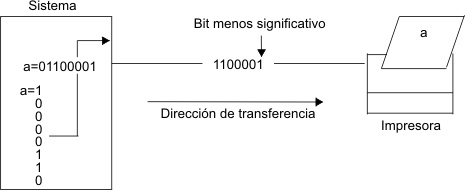 Sistema
Bit menos significativo
a
a=01100001
1100001
a=1
0
0
0
0
1
1
0
Dirección de transferencia
Impresora